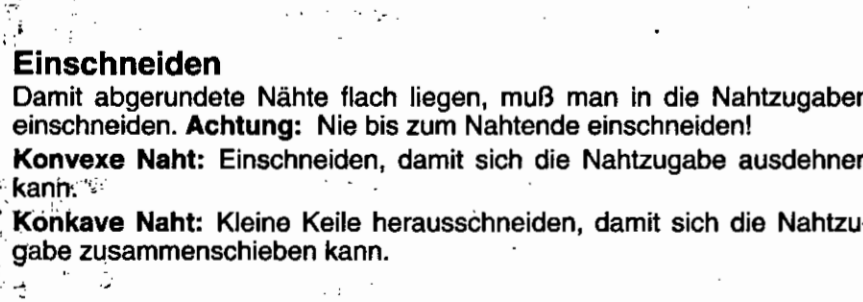 Einschneiden
Damit abgerundete Nähte flach liegen, muß man in die Nahtzugaben
einschneiden. Achtung: Nie bis zum Nahtende einschneiden!
Konvexe Naht: Einschneiden, damit sich die Nahtzugabe ausdehnen
kann.
Konkave Naht: Kleine Keile herausschneiden, damit sich die Nahtzu-
gabe zusammenschieben kann.